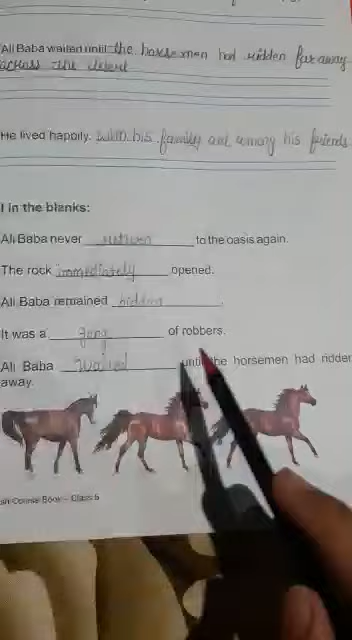 Ali Baba waited until the horsemen had ridden far away
across the desert
He lived happily. with his family and among his friends
l in the blanks:
Ali Baba never return to the oasis again.
The rock immediately opened.
Ali Baba remained hidden.
It was a gang of robbers.
Ali Baba waited until the horsemen had ridden
away.
Course Book – Class 5